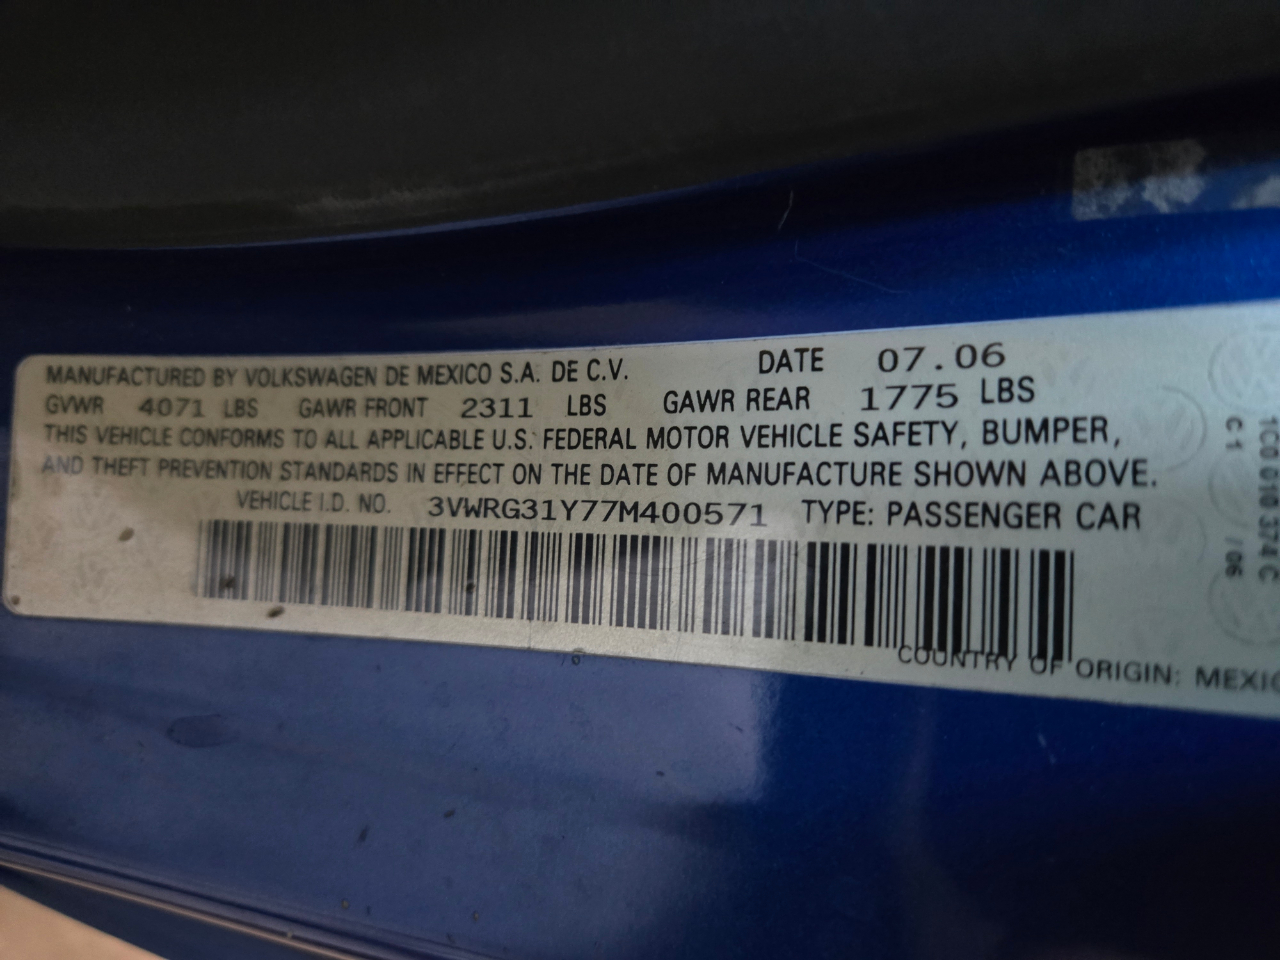 MANUFACTURED BY VOLKSWAGEN DE MEXICO S.A. DE C.V. DATE 07.06
GVWR 4071 LBS GAWR FRONT 2311 LBS GAWR REAR 1775 LBS
THIS VEHICLE CONFORMS TO ALL APPLICABLE U.S. FEDERAL MOTOR VEHICLE SAFETY, BUMPER,
AND THEFT PREVENTION STANDARDS IN EFFECT ON THE DATE OF MANUFACTURE SHOWN ABOVE.
VEHICLE I.D. NO. 3VWRG31Y77M400571 TYPE: PASSENGER CAR
COUNTRY OF ORIGIN: MEXIC
1C0 010 374 C
C1 /06